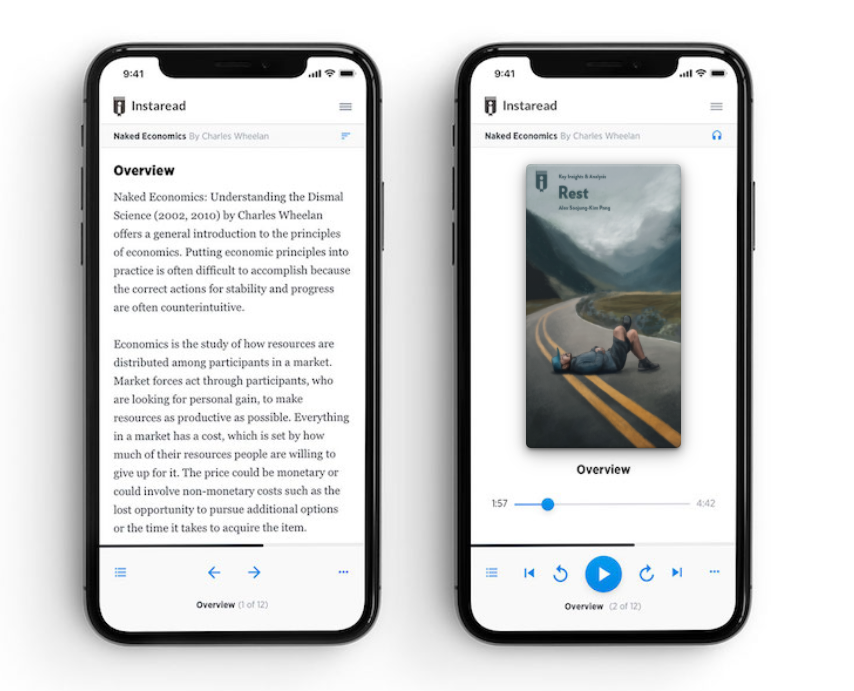 9:41
Instaread
Naked Economics By Charles Wheelan
Overview
Naked Economics: Understanding the Dismal
Science (2002, 2010) by Charles Wheelan
offers a general introduction to the principles
of economics. Putting economic principles into
practice is often difficult to accomplish because
the correct actions for stability and progress
are often counterintuitive.
Economics is the study of how resources are
distributed among participants in a market.
Market forces act through participants, who
are looking for personal gain, to make
resources as productive as possible. Everything
in a market has a cost, which is set by how
much of their resources people are willing to
give up for it. The price could be monetary or
could involve non-monetary costs such as the
lost opportunity to pursue additional options
or the time it takes to acquire the item.
Overview (1 of 12)
9:41
Instaread
Naked Economics By Charles Wheelan
Key Insights & Analysis
Rest
Alex Soojung-Kim Pang
Overview
1:57
4:42
Overview (2 of 12)